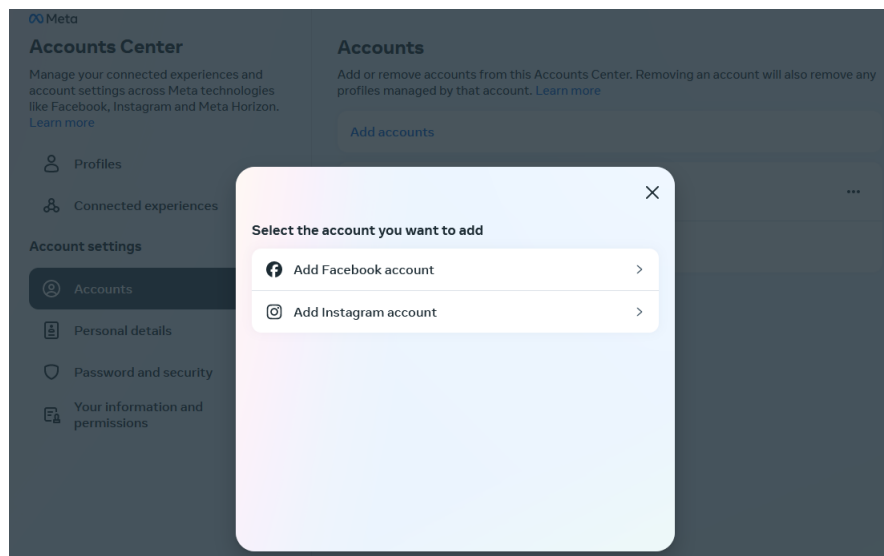 Meta
Accounts Center
Manage your connected experiences and
account settings across Meta technologies
like Facebook, Instagram and Meta Horizon.
Learn more
Profiles
Connected experiences
Account settings
Accounts
Personal details
Password and security
Your information and
permissions
Accounts
Add or remove accounts from this Accounts Center. Removing an account will also remove any
profiles managed by that account. Learn more
Add accounts
Select the account you want to add
Add Facebook account
Add Instagram account